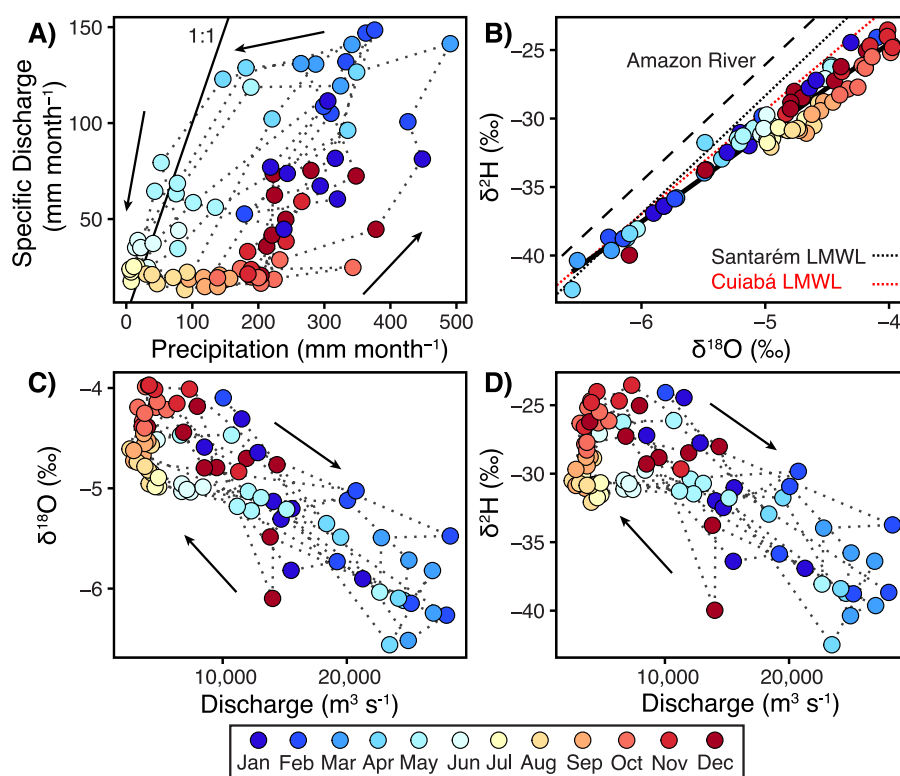 A)
1:1
Specific Discharge
(mm month⁻¹)
150
100
50
0
100
200
300
400
500
Precipitation (mm month⁻¹)
B)
Amazon River
δ²H
(‰)
−25
−30
−35
−40
Santarém LMWL
Cuiabá LMWL
−6
−5
−4
δ¹⁸O (‰)
C)
δ¹⁸O
(‰)
−4
−5
−6
10,000
20,000
Discharge (m³ s⁻¹)
D)
δ²H
(‰)
−25
−30
−35
−40
10,000
20,000
Discharge (m³ s⁻¹)
Jan Feb Mar Apr May Jun Jul Aug Sep Oct Nov Dec